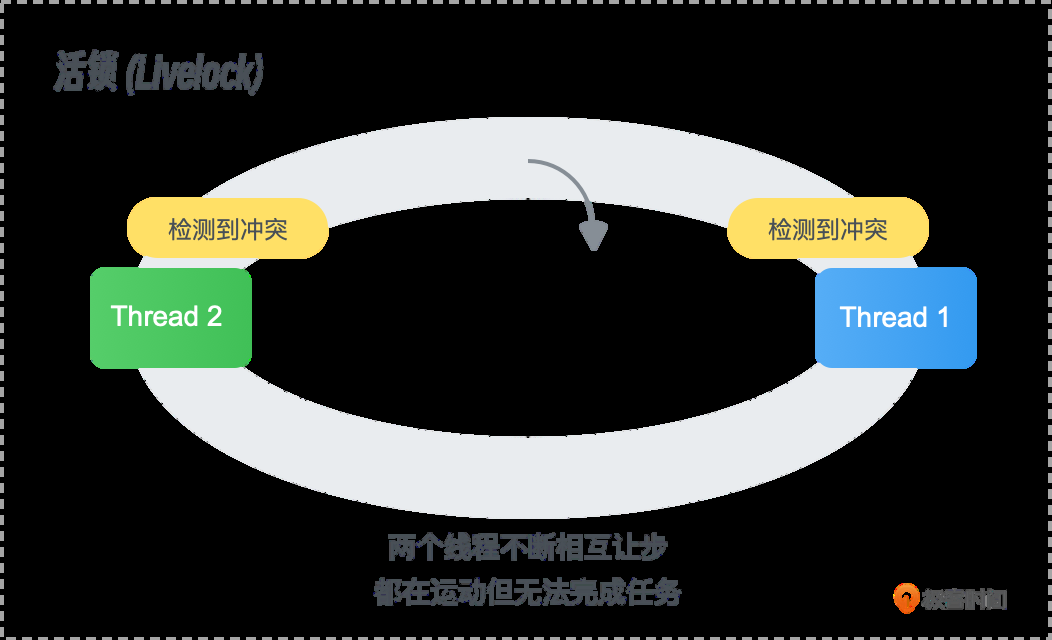 活锁 (Livelock)
检测到冲突
检测到冲突
Thread 2
Thread 1
两个线程不断相互让步
都在运动但无法完成任务